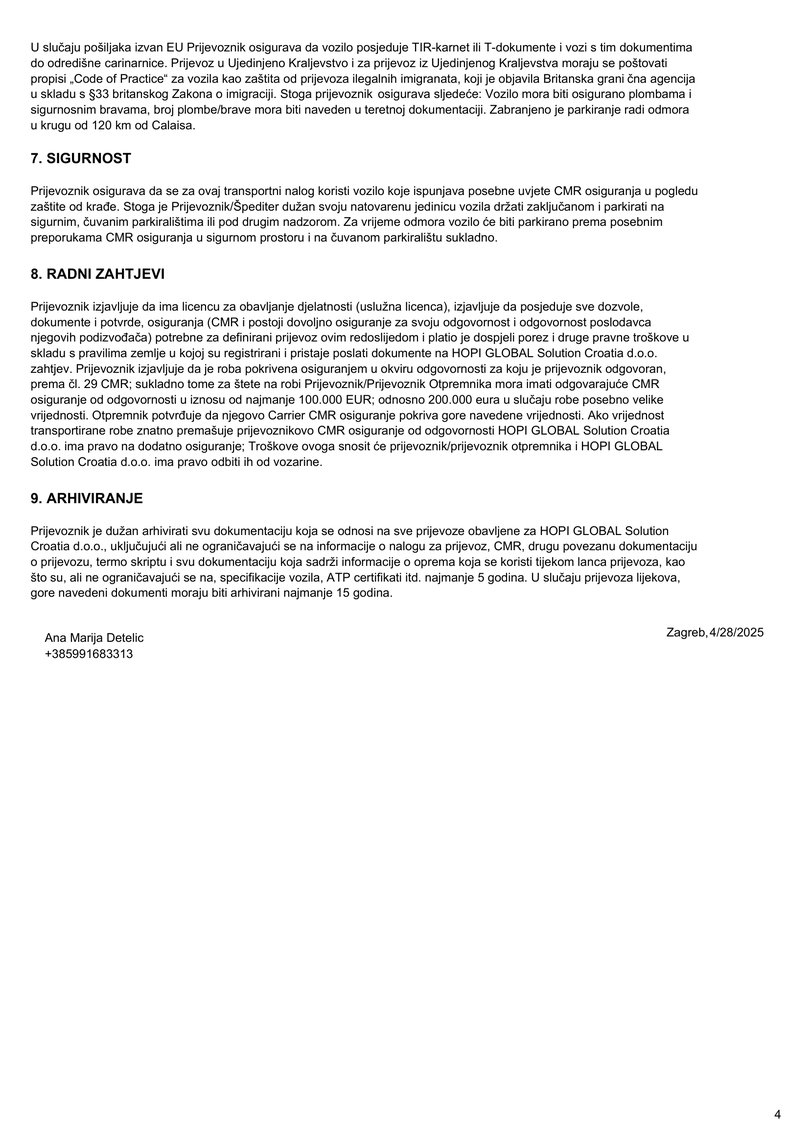 U slučaju pošiljaka izvan EU Prijevoznik osigurava da vozilo posjeduje TIR-karnet ili T-dokumente i vozi s tim dokumentima
do odredišne carinarnice. Prijevoz u Ujedinjeno Kraljevstvo i za prijevoz iz Ujedinjenog Kraljevstva moraju se poštovati
propisi „Code of Practice“ za vozila kao zaštita od prijevoza ilegalnih imigranata, koji je objavila Britanska grani čna agencija
u skladu s §33 britanskog Zakona o imigraciji. Stoga prijevoznik osigurava sljedeće: Vozilo mora biti osigurano plombama i
sigurnosnim bravama, broj plombe/brave mora biti naveden u teretnoj dokumentaciji. Zabranjeno je parkiranje radi odmora
u krugu od 120 km od Calaisa.
7. SIGURNOST
Prijevoznik osigurava da se za ovaj transportni nalog koristi vozilo koje ispunjava posebne uvjete CMR osiguranja u pogledu
zaštite od krađe. Stoga je Prijevoznik/Špediter dužan svoju natovarenu jedinicu vozila držati zaključanom i parkirati na
sigurnim, čuvanim parkiralištima ili pod drugim nadzorom. Za vrijeme odmora vozilo će biti parkirano prema posebnim
preporukama CMR osiguranja u sigurnom prostoru i na čuvanom parkiralištu sukladno.
8. RADNI ZAHTJEVI
Prijevoznik izjavljuje da ima licencu za obavljanje djelatnosti (uslužna licenca), izjavljuje da posjeduje sve dozvole,
dokumente i potvrde, osiguranja (CMR i postoji dovoljno osiguranje za svoju odgovornost i odgovornost poslodavca
njegovih podizvođača) potrebne za definirani prijevoz ovim redoslijedom i platio je dospjeli porez i druge pravne troškove u
skladu s pravilima zemlje u kojoj su registrirani i pristaje poslati dokumente na HOPI GLOBAL Solution Croatia d.o.o.
zahtjev. Prijevoznik izjavljuje da je roba pokrivena osiguranjem u okviru odgovornosti za koju je prijevoznik odgovoran,
prema čl. 29 CMR; sukladno tome za štete na robi Prijevoznik/Prijevoznik Otpremnika mora imati odgovarajuće CMR
osiguranje od odgovornosti u iznosu od najmanje 100.000 EUR; odnosno 200.000 eura u slučaju robe posebno velike
vrijednosti. Otpremnik potvrđuje da njegovo Carrier CMR osiguranje pokriva gore navedene vrijednosti. Ako vrijednost
transportirane robe znatno premašuje prijevoznikovo CMR osiguranje od odgovornosti HOPI GLOBAL Solution Croatia
d.o.o. ima pravo na dodatno osiguranje; Troškove ovoga snosit će prijevoznik/prijevoznik otpremnika i HOPI GLOBAL
Solution Croatia d.o.o. ima pravo odbiti ih od vozarine.
9. ARHIVIRANJE
Prijevoznik je dužan arhivirati svu dokumentaciju koja se odnosi na sve prijevoze obavljene za HOPI GLOBAL Solution
Croatia d.o.o., uključujući ali ne ograničavajući se na informacije o nalogu za prijevoz, CMR, drugu povezanu dokumentaciju
o prijevozu, termo skriptu i svu dokumentaciju koja sadrži informacije o oprema koja se koristi tijekom lanca prijevoza, kao
što su, ali ne ograničavajući se na, specifikacije vozila, ATP certifikati itd. najmanje 5 godina. U slučaju prijevoza lijekova,
gore navedeni dokumenti moraju biti arhivirani najmanje 15 godina.
Zagreb,4/28/2025
Ana Marija Detelic
+385991683313
4